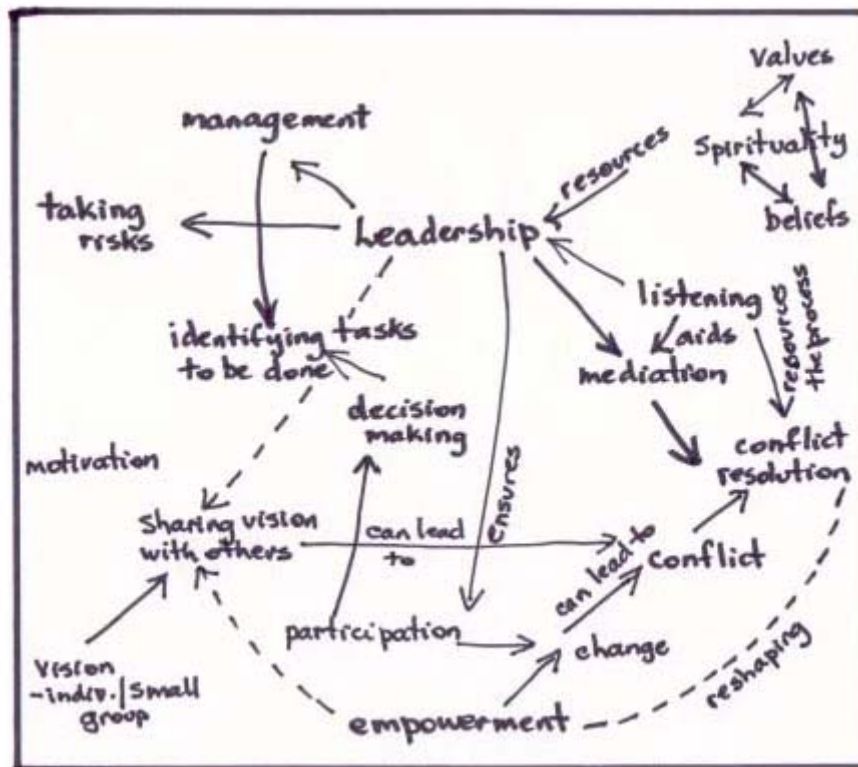 values
management
spirituality
resources
taking
risks
Leadership
beliefs
listening
aids
resources
the process
identifying tasks
to be done
mediation
decision
making
conflict
resolution
motivation
ensures
sharing vision
with others
can lead
to
can lead to
conflict
participation
change
reshaping
vision
-indiv./small
group
empowerment